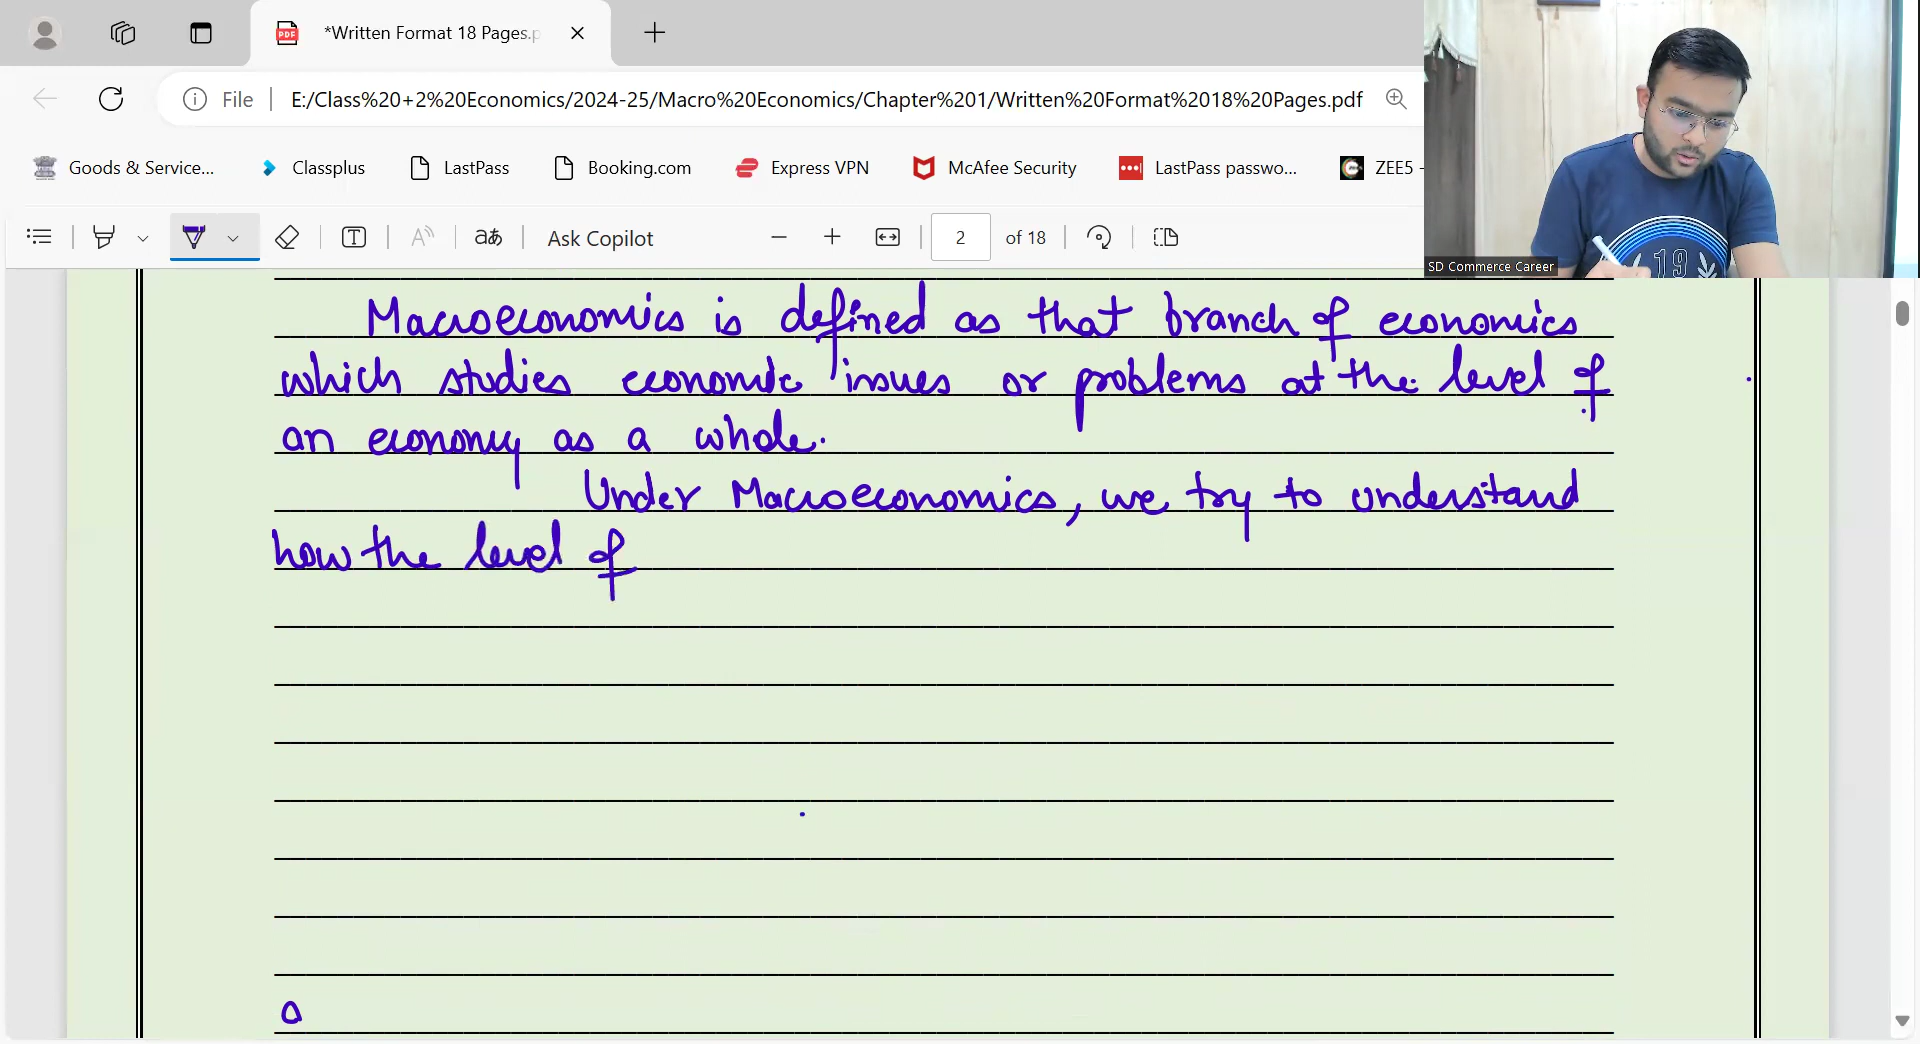 *Written Format 18 Pages.p
File
E:/Class%20+2%20Economics/2024-25/Macro%20Economics/Chapter%201/Written%20Format%2018%20Pages.pdf
Goods & Service... Classplus LastPass Booking.com Express VPN McAfee Security LastPass passwo... ZEE5 -
aあ Ask Copilot 2 of 18
19
SD Commerce Career
Macroeconomics is defined as that branch of economics
which studies economic issues or problems at the level of
an economy as a whole.
Under Macroeconomics, we try to understand
how the level of